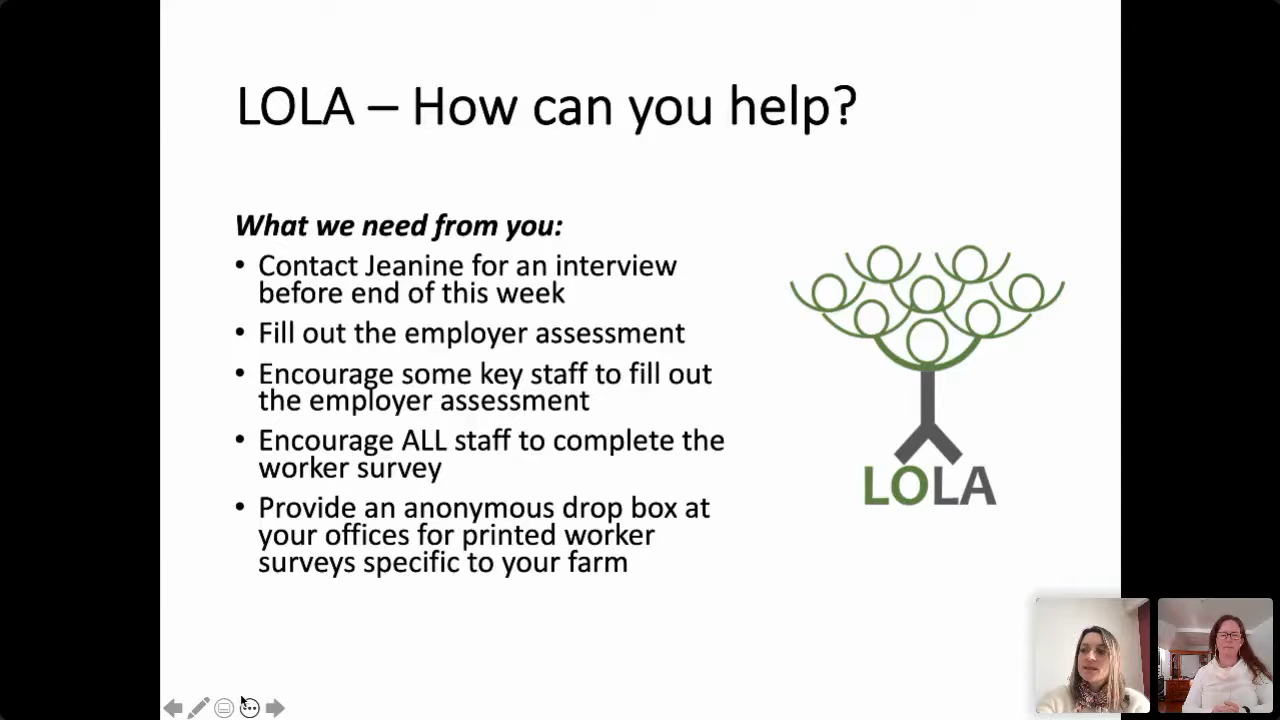 LOLA – How can you help?
What we need from you:
• Contact Jeanine for an interview
before end of this week
• Fill out the employer assessment
• Encourage some key staff to fill out
the employer assessment
• Encourage ALL staff to complete the
worker survey
• Provide an anonymous drop box at
your offices for printed worker
surveys specific to your farm
LOLA